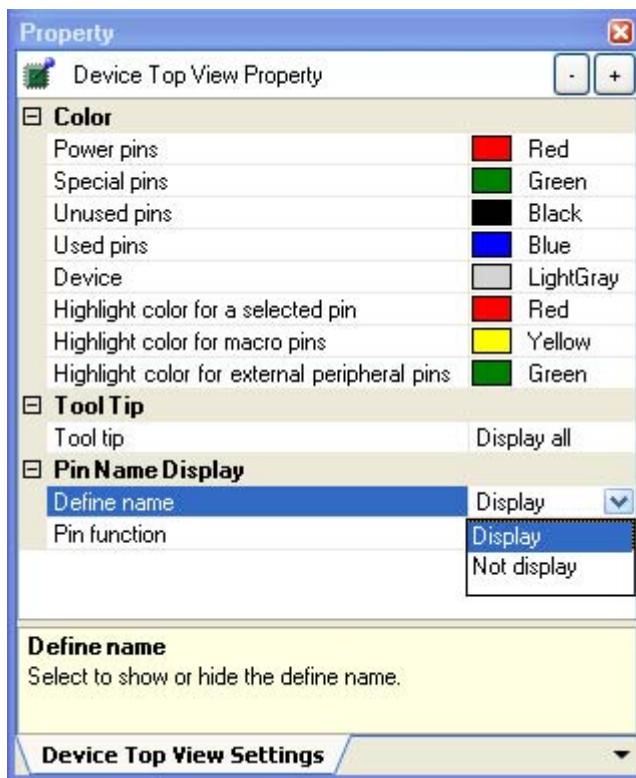 Property
Device Top View Property - +
Color
Power pins Red
Special pins Green
Unused pins Black
Used pins Blue
Device LightGray
Highlight color for a selected pin Red
Highlight color for macro pins Yellow
Highlight color for external peripheral pins Green
Tool Tip
Tool tip Display all
Pin Name Display
Define name Display
Pin function Display
Not display
Define name
Select to show or hide the define name.
Device Top View Settings